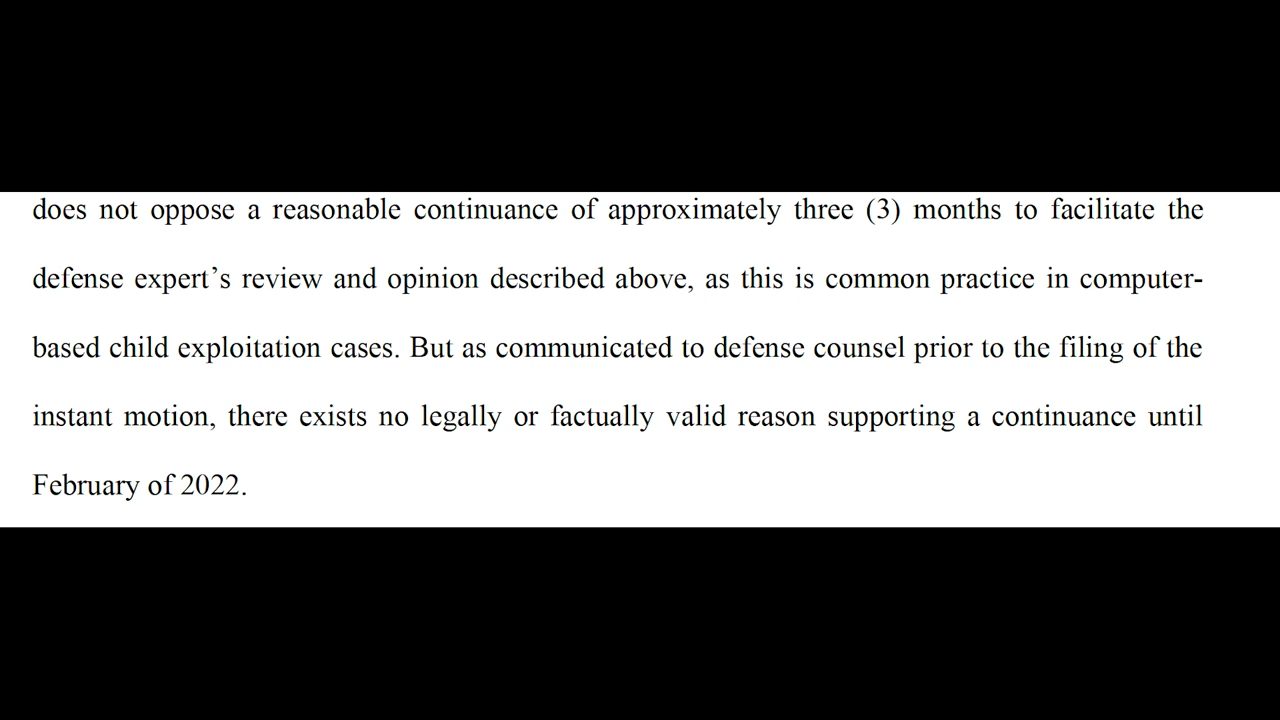 does not oppose a reasonable continuance of approximately three (3) months to facilitate the
defense expert’s review and opinion described above, as this is common practice in computer-
based child exploitation cases. But as communicated to defense counsel prior to the filing of the
instant motion, there exists no legally or factually valid reason supporting a continuance until
February of 2022.